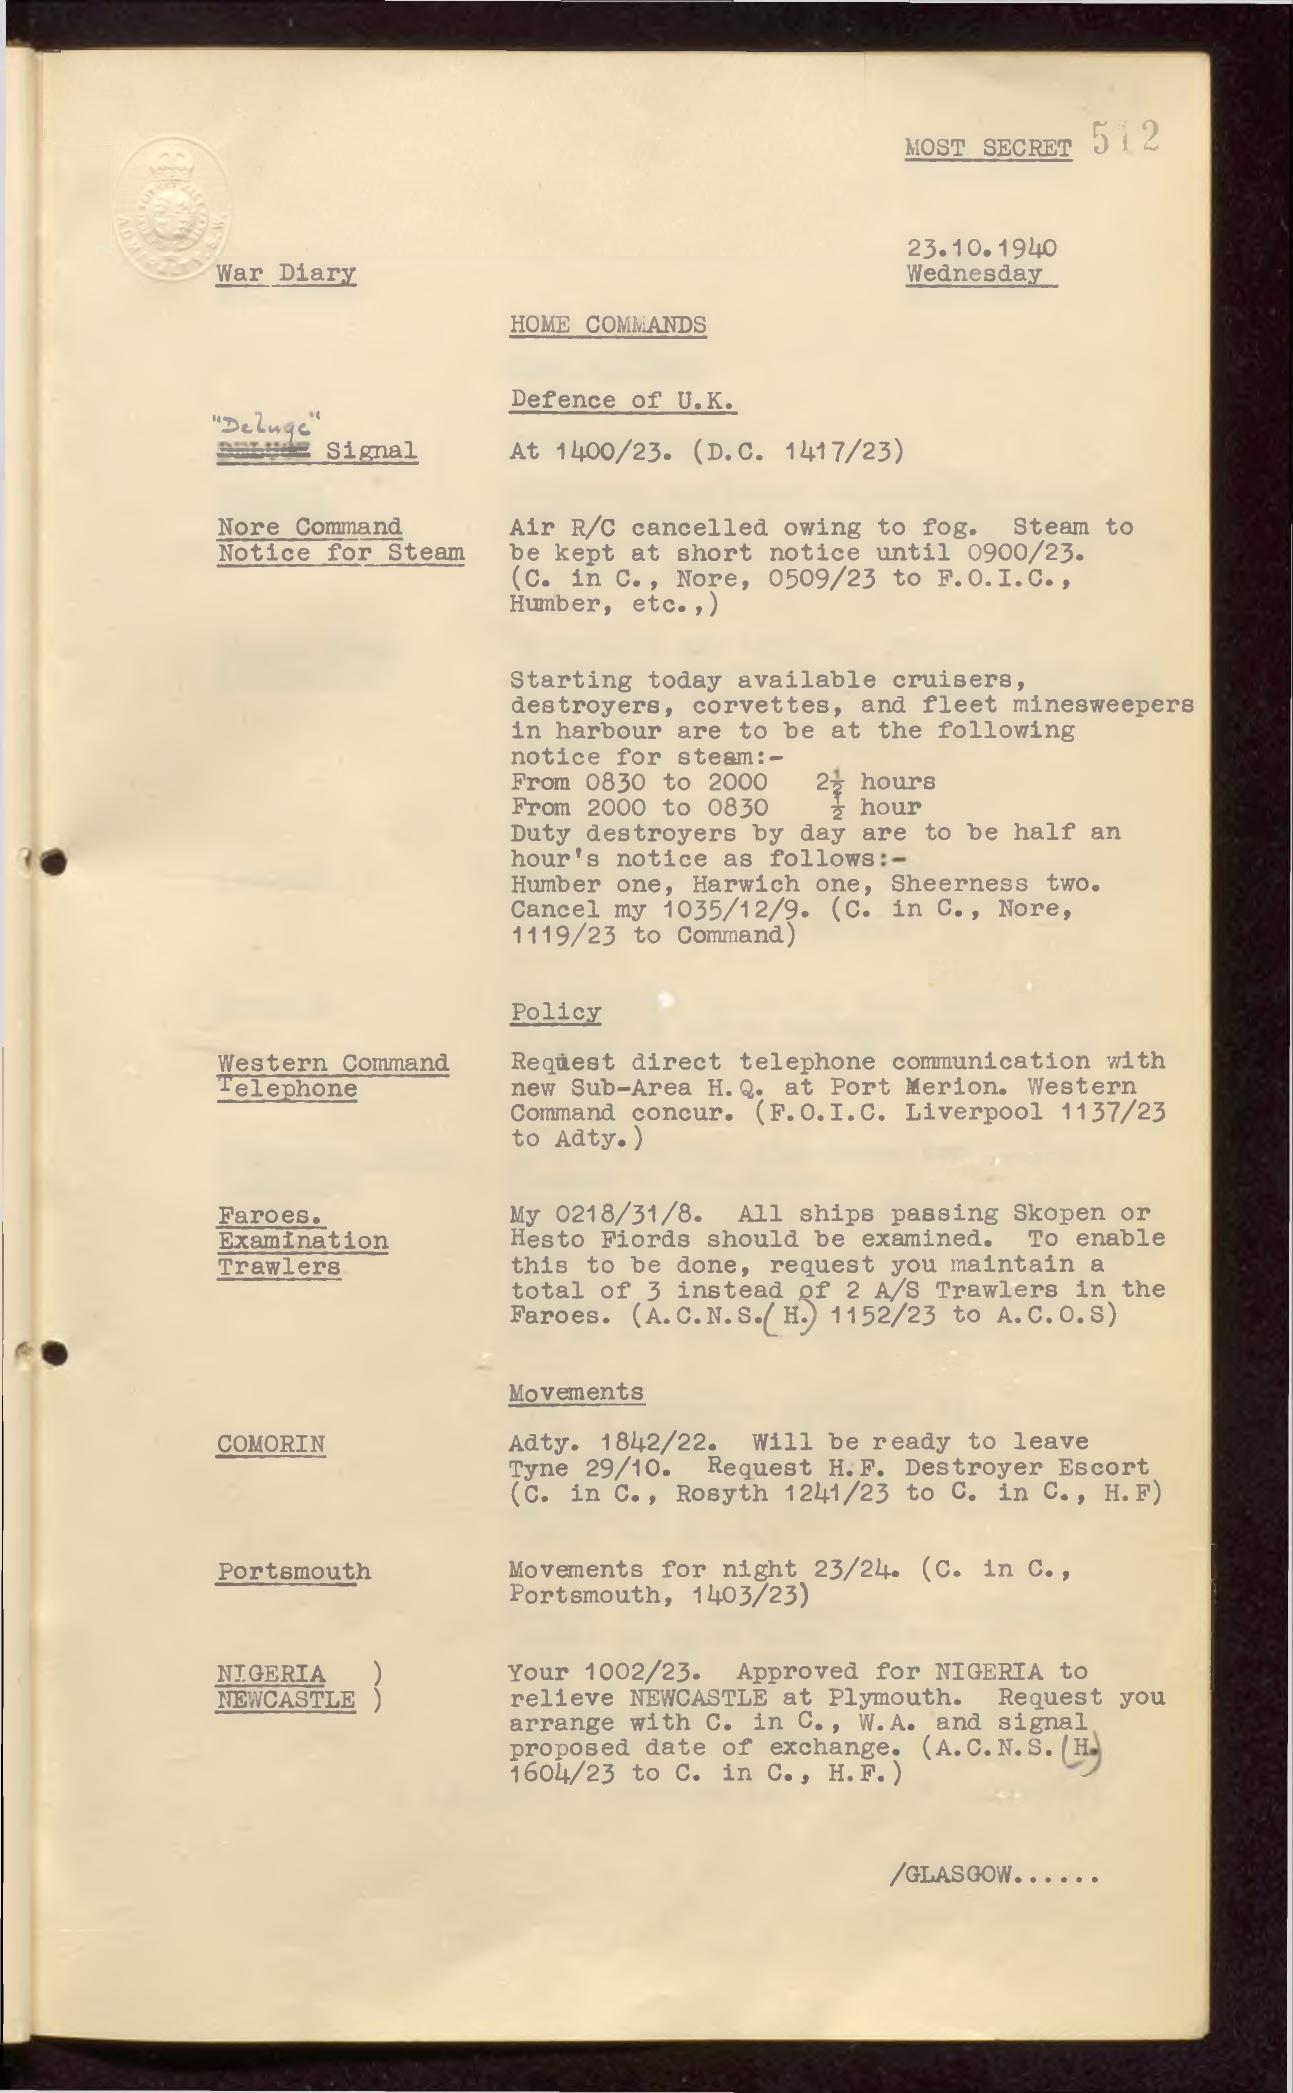 MOST SECRET 512
23.10.1940
War Diary Wednesday
HOME COMMANDS
Defence of U.K.
"Deluge"
Signal At 1400/23. (D.C. 1417/23)
Nore Command Air R/C cancelled owing to fog. Steam to
Notice for Steam be kept at short notice until 0900/23.
(C. in C., Nore, 0509/23 to F.O.I.C.,
Humber, etc.,)
Starting today available cruisers,
destroyers, corvettes, and fleet minesweepers
in harbour are to be at the following
notice for steam:-
From 0830 to 2000 2½ hours
From 2000 to 0830 ½ hour
Duty destroyers by day are to be half an
hour's notice as follows:-
Humber one, Harwich one, Sheerness two.
Cancel my 1035/12/9. (C. in C., Nore,
1119/23 to Command)
Policy
Western Command Request direct telephone communication with
Telephone new Sub-Area H.Q. at Port Merion. Western
Command concur. (F.O.I.C. Liverpool 1137/23
to Adty.)
Faroes. My 0218/31/8. All ships passing Skopen or
Examination Hesto Fiords should be examined. To enable
Trawlers this to be done, request you maintain a
total of 3 instead of 2 A/S Trawlers in the
Faroes. (A.C.N.S.(H.) 1152/23 to A.C.O.S)
Movements
COMORIN Adty. 1842/22. Will be ready to leave
Tyne 29/10. Request H.F. Destroyer Escort
(C. in C., Rosyth 1241/23 to C. in C., H.F)
Portsmouth Movements for night 23/24. (C. in C.,
Portsmouth, 1403/23)
NIGERIA ) Your 1002/23. Approved for NIGERIA to
NEWCASTLE ) relieve NEWCASTLE at Plymouth. Request you
arrange with C. in C., W.A. and signal
proposed date of exchange. (A.C.N.S.(H.)
1604/23 to C. in C., H.F.)
/GLASGOW......